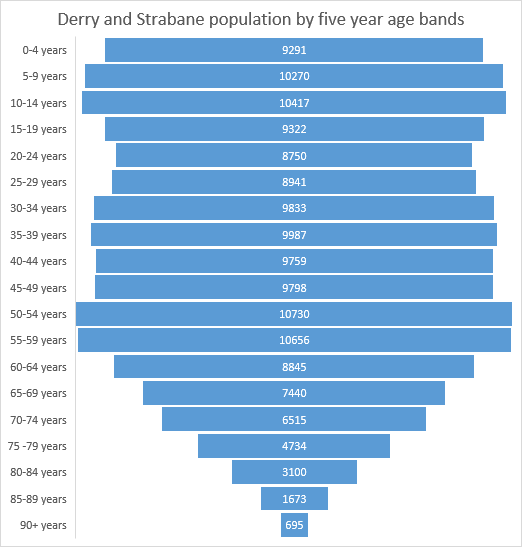 Derry and Strabane population by five year age bands
0-4 years 9291
5-9 years 10270
10-14 years 10417
15-19 years 9322
20-24 years 8750
25-29 years 8941
30-34 years 9833
35-39 years 9987
40-44 years 9759
45-49 years 9798
50-54 years 10730
55-59 years 10656
60-64 years 8845
65-69 years 7440
70-74 years 6515
75 -79 years 4734
80-84 years 3100
85-89 years 1673
90+ years 695